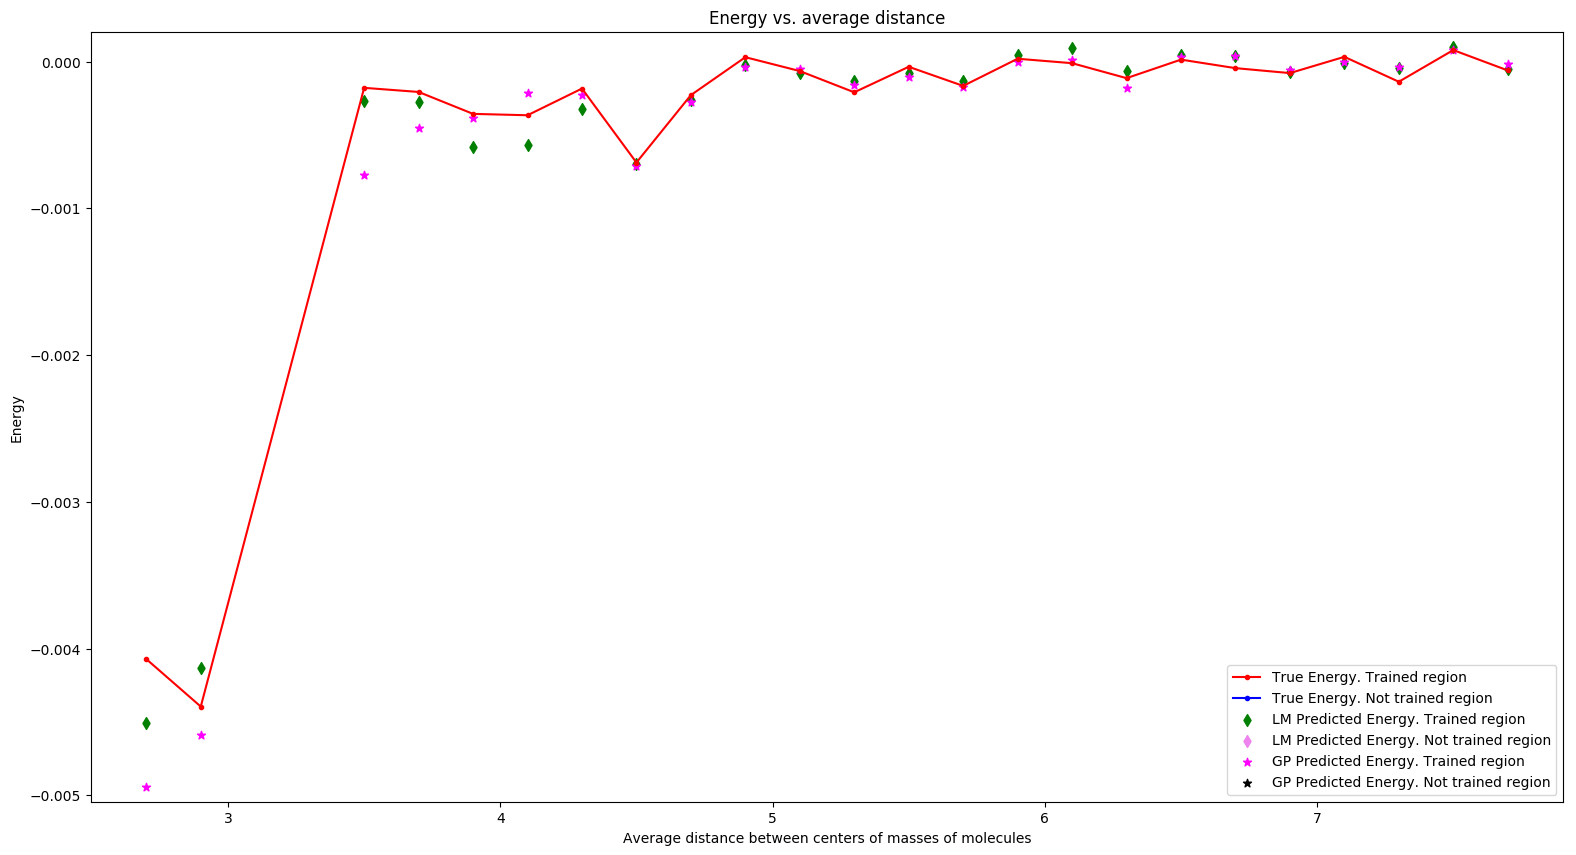 Energy vs. average distance
0.000
−0.001
−0.002
−0.003
−0.004
−0.005
Energy
3
4
5
6
7
Average distance between centers of masses of molecules
True Energy. Trained region
True Energy. Not trained region
LM Predicted Energy. Trained region
LM Predicted Energy. Not trained region
GP Predicted Energy. Trained region
GP Predicted Energy. Not trained region